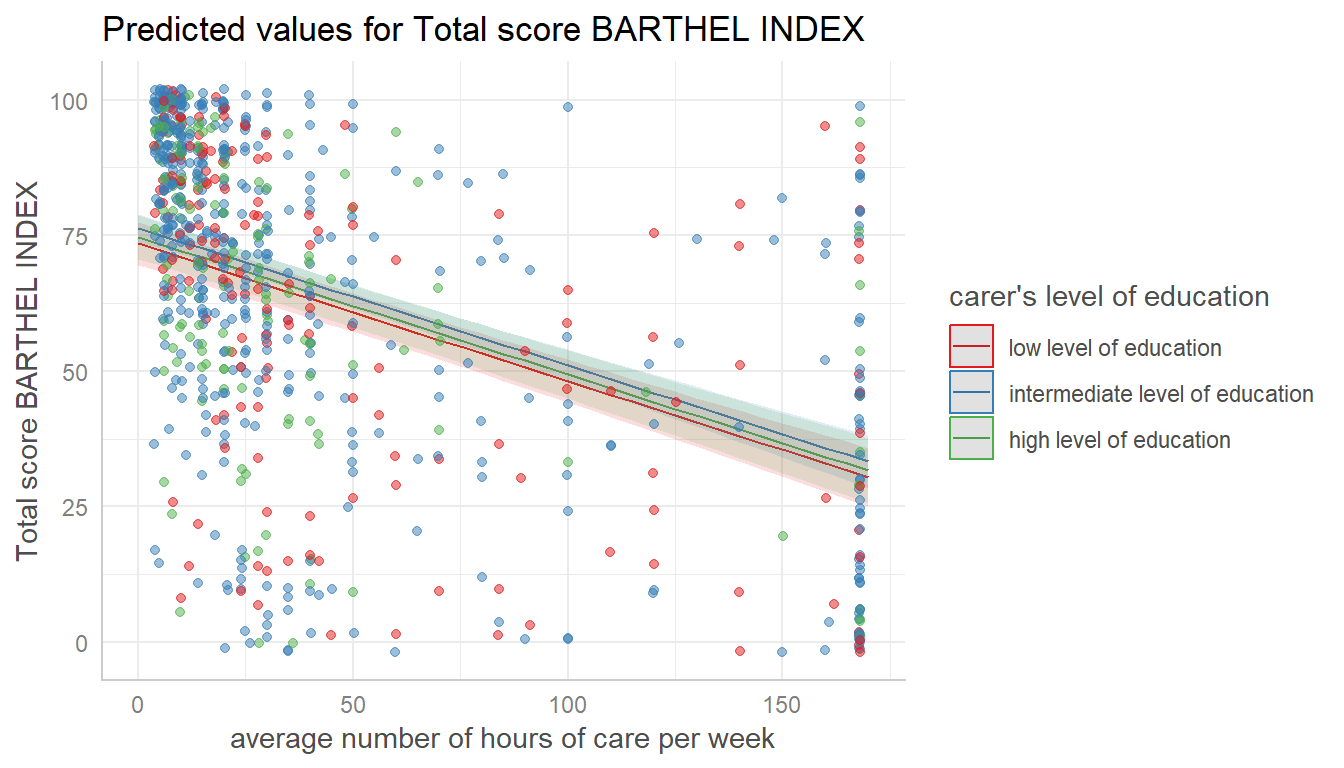 Predicted values for Total score BARTHEL INDEX
Total score BARTHEL INDEX
100
75
50
25
0
0 50 100 150
average number of hours of care per week
carer's level of education
low level of education
intermediate level of education
high level of education